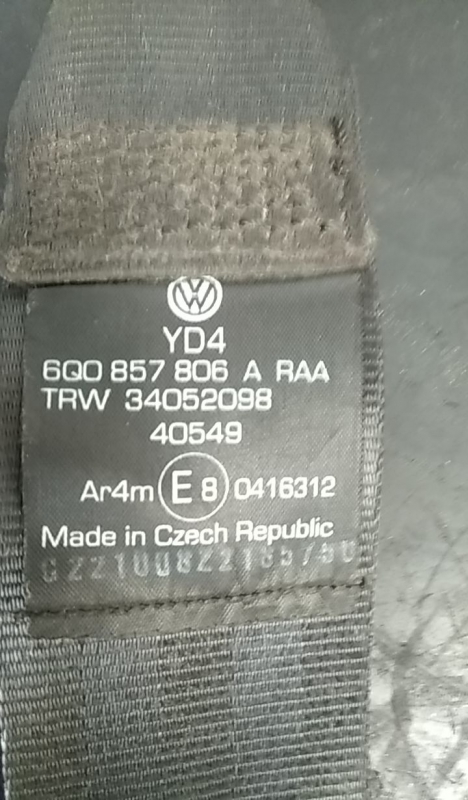 YD4
6Q0 857 806 A RAA
TRW 34052098
40549
Ar4m E 8 0416312
Made in Czech Republic